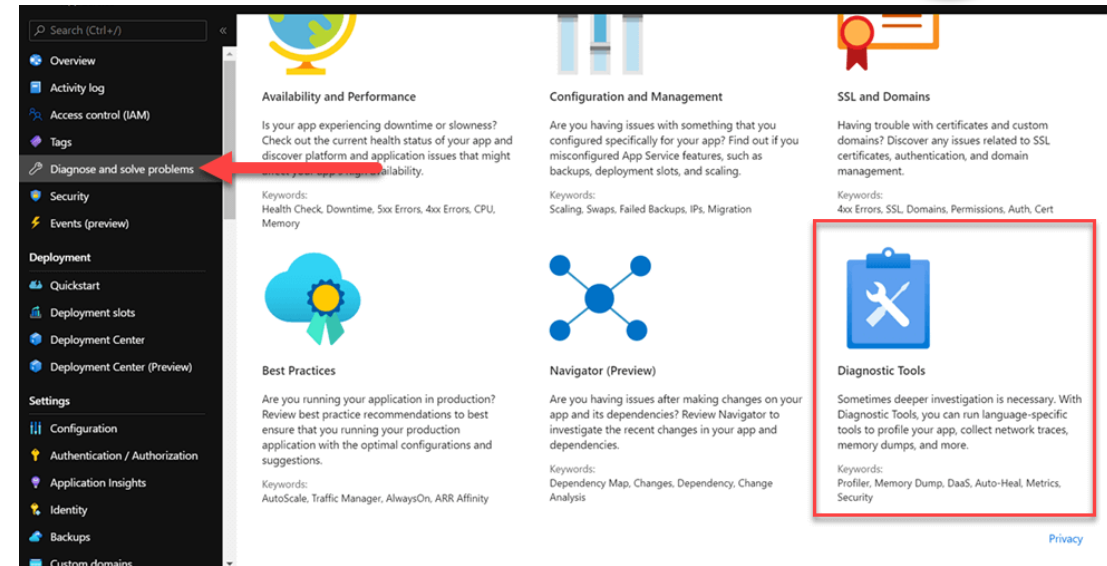 Search (Ctrl+/)
«
Overview
Activity log
Access control (IAM)
Tags
Diagnose and solve problems
Security
Events (preview)
Deployment
Quickstart
Deployment slots
Deployment Center
Deployment Center (Preview)
Settings
Configuration
Authentication / Authorization
Application Insights
Identity
Backups
Custom domains
Availability and Performance
Is your app experiencing downtime or slowness?
Check out the current health status of your app and
discover platform and application issues that might
your app's high availability.
Keywords:
Health Check, Downtime, 5xx Errors, 4xx Errors, CPU,
Memory
Configuration and Management
Are you having issues with something that you
configured specifically for your app? Find out if you
misconfigured App Service features, such as
backups, deployment slots, and scaling.
Keywords:
Scaling, Swaps, Failed Backups, IPs, Migration
SSL and Domains
Having trouble with certificates and custom
domains? Discover any issues related to SSL
certificates, authentication, and domain
management.
Keywords:
4xx Errors, SSL, Domains, Permissions, Auth, Cert
Best Practices
Are you running your application in production?
Review best practice recommendations to best
ensure that you running your production
application with the optimal configurations and
suggestions.
Keywords:
AutoScale, Traffic Manager, AlwaysOn, ARR Affinity
Navigator (Preview)
Are you having issues after making changes on your
app and its dependencies? Review Navigator to
investigate the recent changes in your app and
dependencies.
Keywords:
Dependency Map, Changes, Dependency, Change
Analysis
Diagnostic Tools
Sometimes deeper investigation is necessary. With
Diagnostic Tools, you can run language-specific
tools to profile your app, collect network traces,
memory dumps, and more.
Keywords:
Profiler, Memory Dump, DaaS, Auto-Heal, Metrics,
Security
Privacy